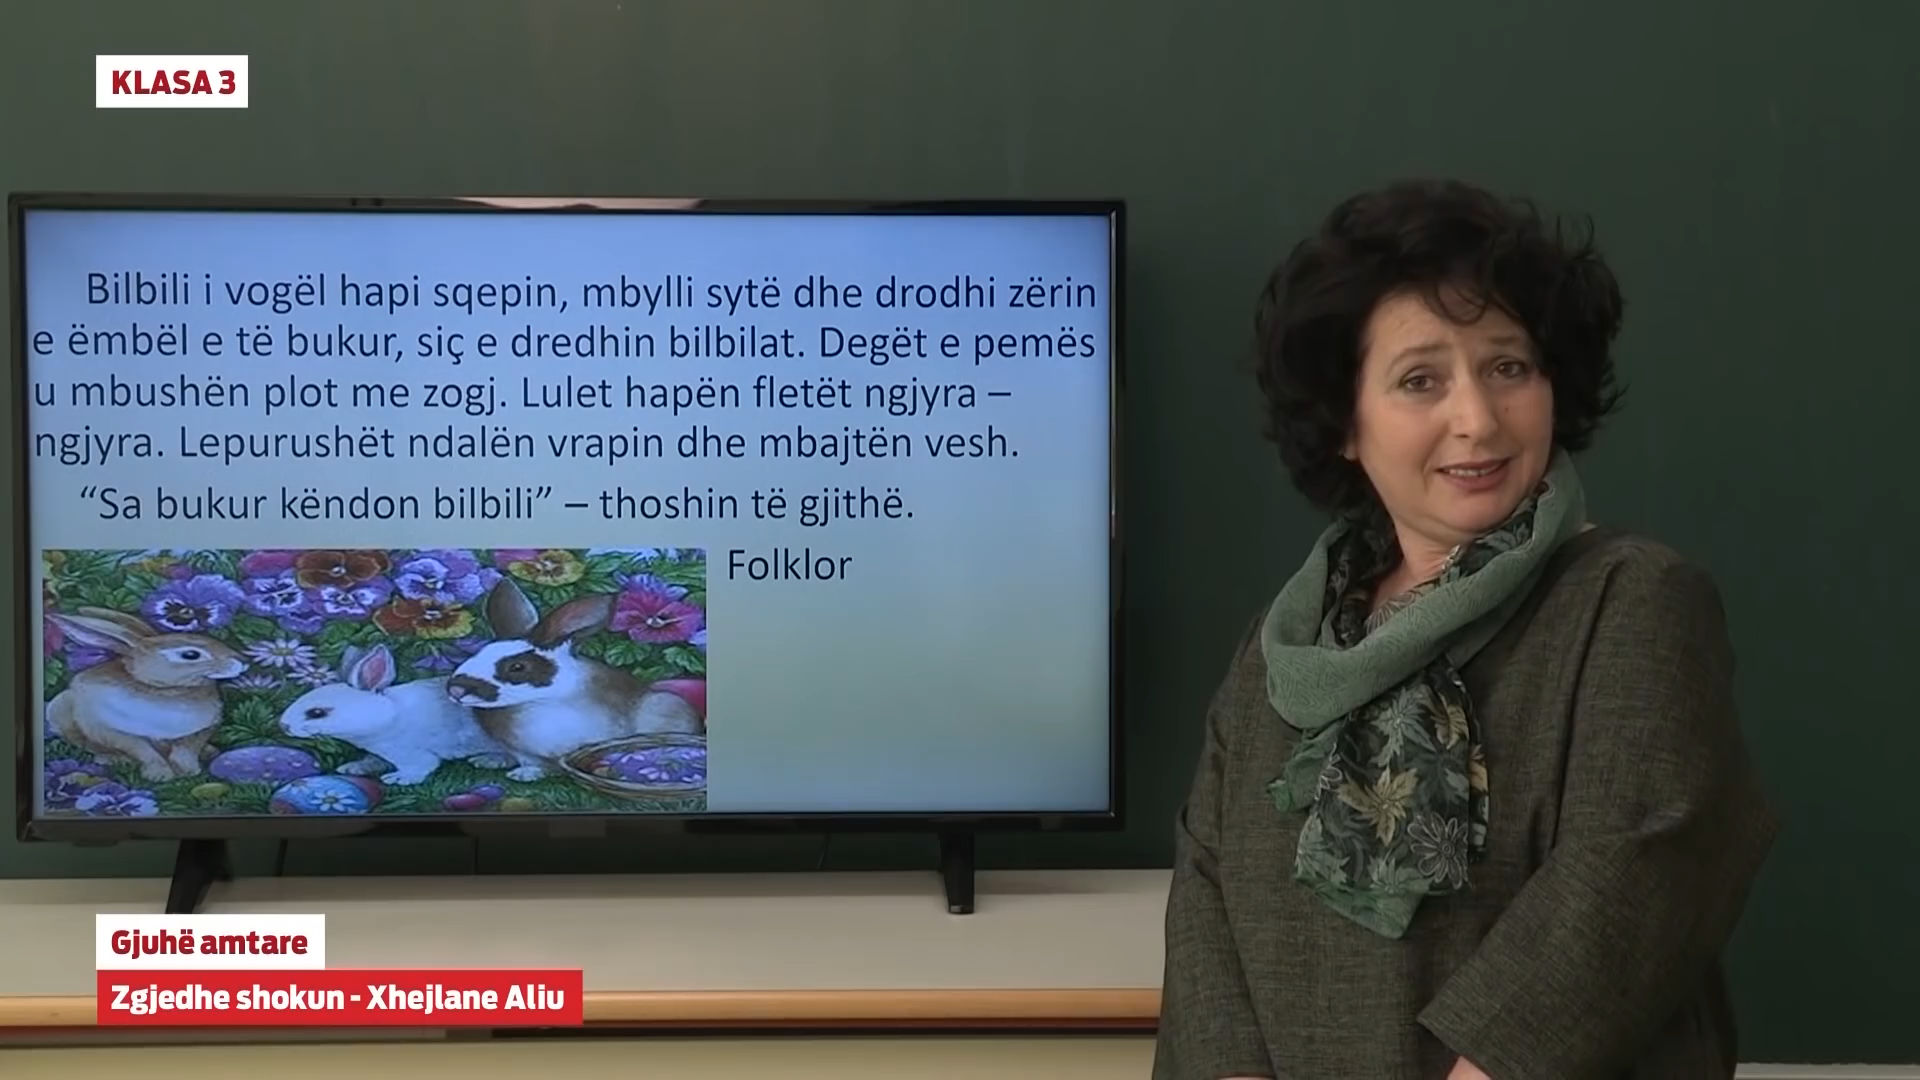 KLASA 3
Bilbili i vogël hapi sqepin, mbylli sytë dhe drodhi zërin
e ëmbël e të bukur, siç e dredhin bilbilat. Degët e pemës
u mbushën plot me zogj. Lulet hapën fletët ngjyra –
ngjyra. Lepurushët ndalën vrapin dhe mbajtën vesh.
“Sa bukur këndon bilbili” – thoshin të gjithë.
Folklor
Gjuhë amtare
Zgjedhe shokun - Xhejlane Aliu